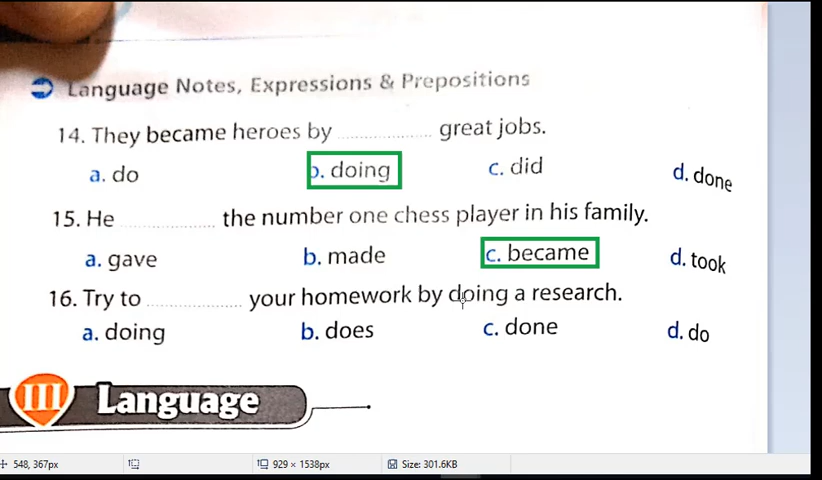 Language Notes, Expressions & Prepositions
14. They became heroes by .................. great jobs.
a. do b. doing c. did d. done
15. He .................. the number one chess player in his family.
a. gave b. made c. became d. took
16. Try to .................. your homework by doing a research.
a. doing b. does c. done d. do
III Language
548, 367px 929 × 1538px Size: 301.6KB